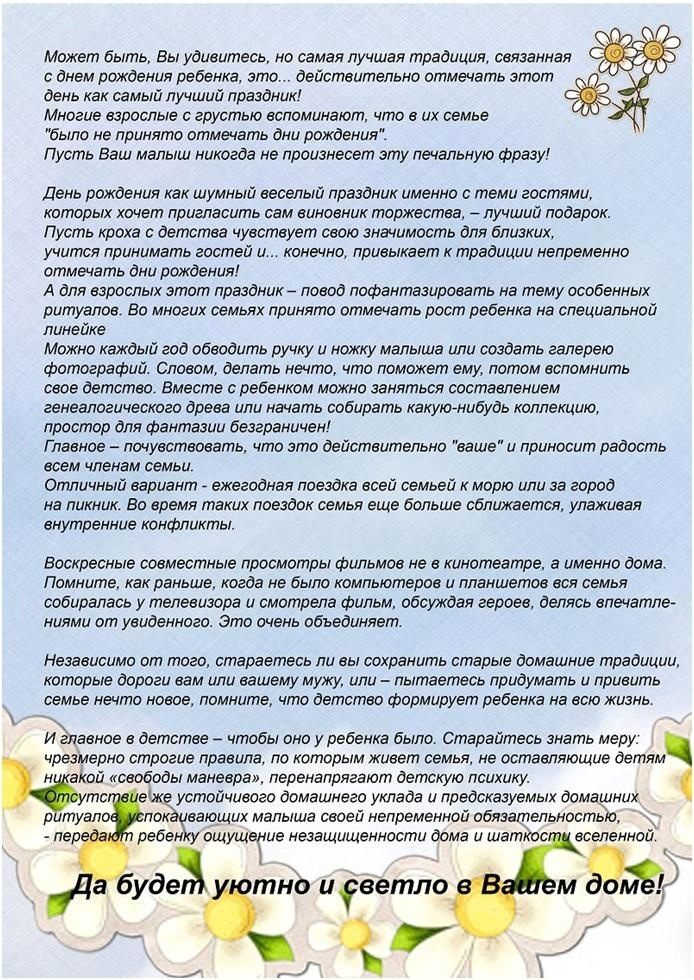 Может быть, Вы удивитесь, но самая лучшая традиция, связанная
с днем рождения ребенка, это... действительно отмечать этот
день как самый лучший праздник!
Многие взрослые с грустью вспоминают, что в их семье
"было не принято отмечать дни рождения".
Пусть Ваш малыш никогда не произнесет эту печальную фразу!
День рождения как шумный веселый праздник именно с теми гостями,
которых хочет пригласить сам виновник торжества, – лучший подарок.
Пусть кроха с детства чувствует свою значимость для близких,
учится принимать гостей и... конечно, привыкает к традиции непременно
отмечать дни рождения!
А для взрослых этот праздник – повод пофантазировать на тему особенных
ритуалов. Во многих семьях принято отмечать рост ребенка на специальной
линейке
Можно каждый год обводить ручку и ножку малыша или создать галерею
фотографий. Словом, делать нечто, что поможет ему, потом вспомнить
свое детство. Вместе с ребенком можно заняться составлением
генеалогического древа или начать собирать какую-нибудь коллекцию,
простор для фантазии безграничен!
Главное – почувствовать, что это действительно "ваше" и приносит радость
всем членам семьи.
Отличный вариант - ежегодная поездка всей семьей к морю или за город
на пикник. Во время таких поездок семья еще больше сближается, улаживая
внутренние конфликты.
Воскресные совместные просмотры фильмов не в кинотеатре, а именно дома.
Помните, как раньше, когда не было компьютеров и планшетов вся семья
собиралась у телевизора и смотрела фильм, обсуждая героев, делясь впечатле-
ниями от увиденного. Это очень объединяет.
Независимо от того, стараетесь ли вы сохранить старые домашние традиции,
которые дороги вам или вашему мужу, или – пытаетесь придумать и привить
семье нечто новое, помните, что детство формирует ребенка на всю жизнь.
И главное в детстве – чтобы оно у ребенка было. Старайтесь знать меру:
чрезмерно строгие правила, по которым живет семья, не оставляющие детям
никакой «свободы маневра», перенапрягают детскую психику.
Отсутствие же устойчивого домашнего уклада и предсказуемых домашних
ритуалов, успокаивающих малыша своей непременной обязательностью,
- передают ребенку ощущение незащищенности дома и шаткости вселенной.
Да будет уютно и светло в Вашем доме!